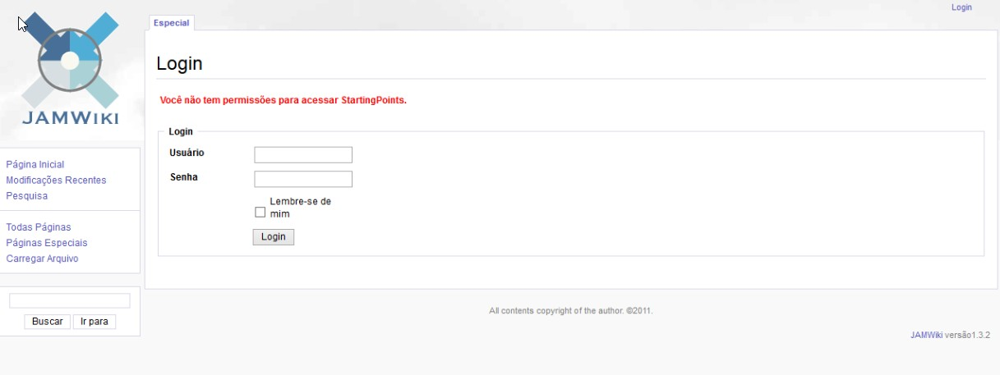 Login
Especial
JAMWIKI
Login
Você não tem permissões para acessar StartingPoints.
Login
Usuário
Senha
Lembre-se de
mim
Login
Página Inicial
Modificações Recentes
Pesquisa
Todas Páginas
Páginas Especiais
Carregar Arquivo
Buscar Ir para
All contents copyright of the author. ©2011.
JAMWiki versão1.3.2